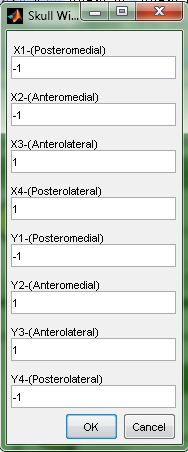 Skull Wi...
X1-(Posteromedial)
-1
X2-(Anteromedial)
-1
X3-(Anterolateral)
1
X4-(Posterolateral)
1
Y1-(Posteromedial)
-1
Y2-(Anteromedial)
1
Y3-(Anterolateral)
1
Y4-(Posterolateral)
-1
OK Cancel